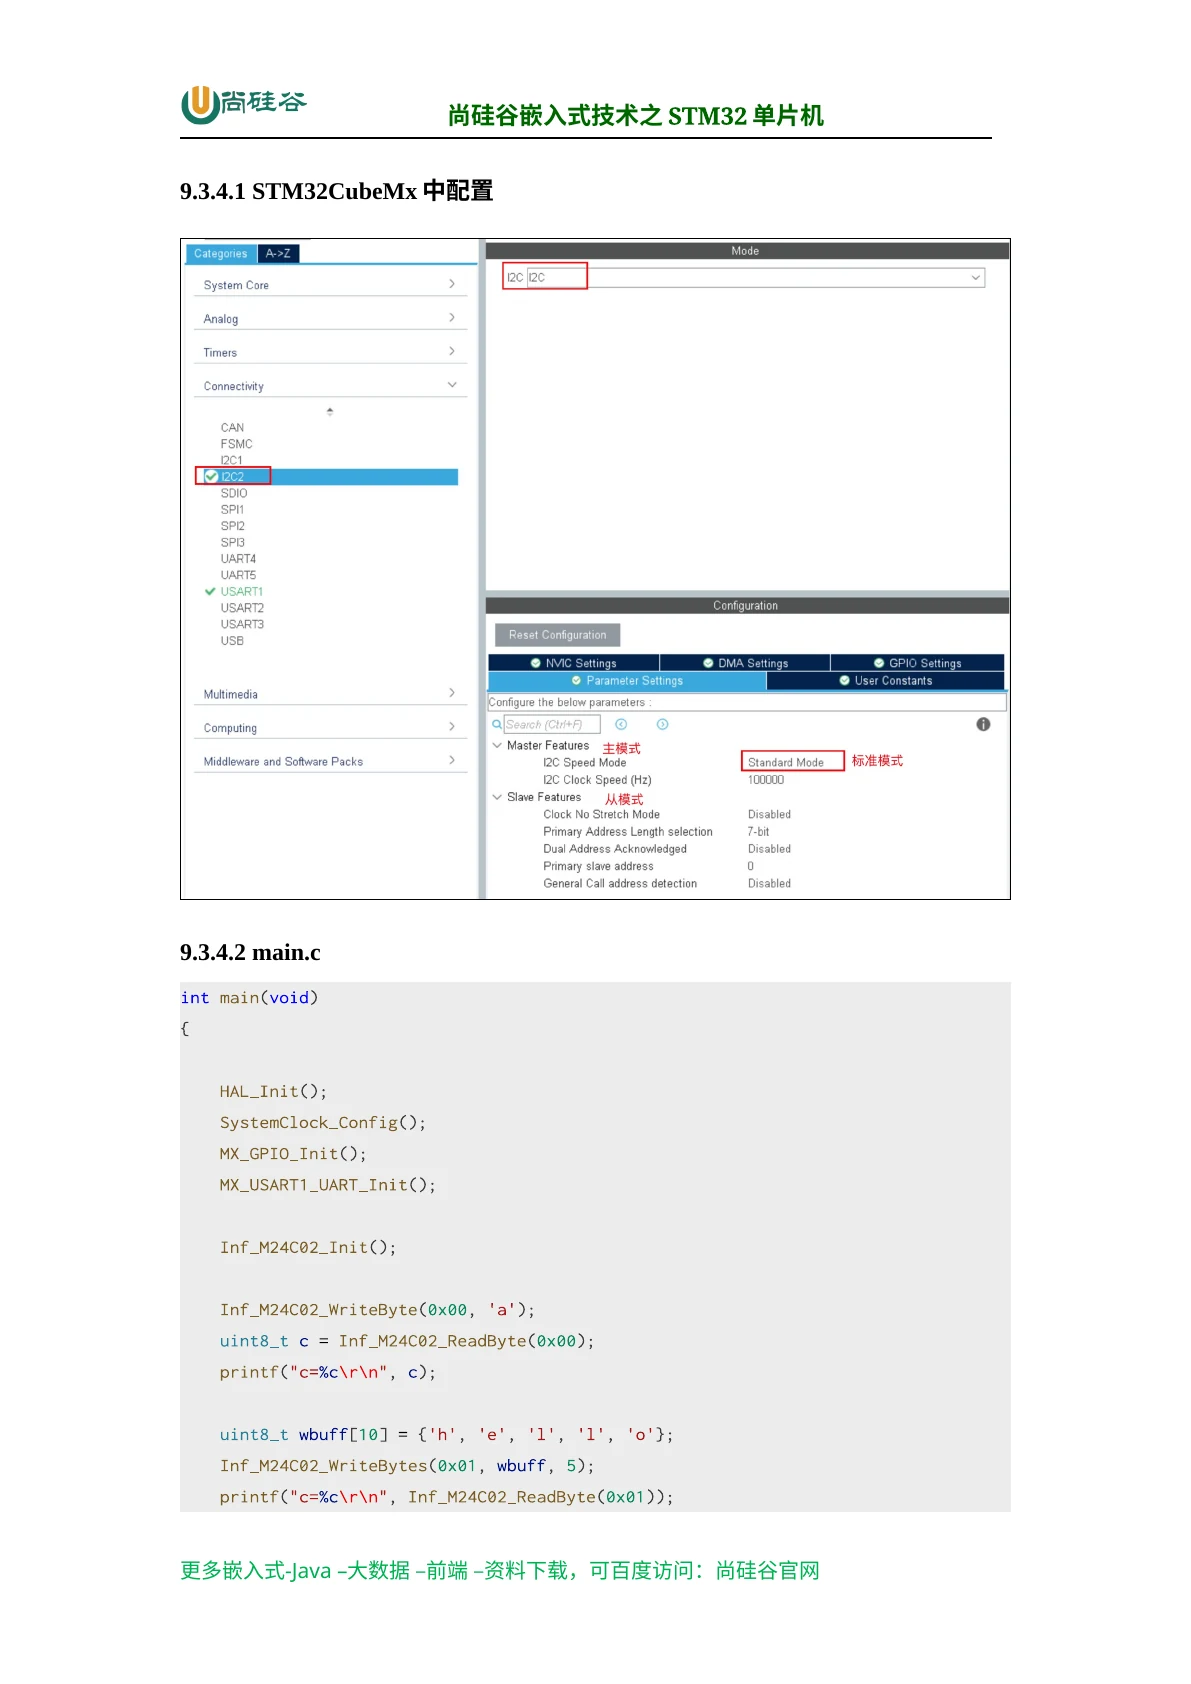 尚硅谷
尚硅谷嵌入式技术之 STM32 单片机
9.3.4.1 STM32CubeMx 中配置
Categories A->Z
System Core
Analog
Timers
Connectivity
CAN
FSMC
I2C1
I2C2
SDIO
SPI1
SPI2
SPI3
UART4
UART5
USART1
USART2
USART3
USB
Multimedia
Computing
Middleware and Software Packs
Mode
I2C I2C
Configuration
Reset Configuration
NVIC Settings DMA Settings GPIO Settings
Parameter Settings User Constants
Configure the below parameters :
Search (Ctrl+F)
Master Features 主模式
I2C Speed Mode Standard Mode 标准模式
I2C Clock Speed (Hz) 100000
Slave Features 从模式
Clock No Stretch Mode Disabled
Primary Address Length selection 7-bit
Dual Address Acknowledged Disabled
Primary slave address 0
General Call address detection Disabled
9.3.4.2 main.c
int main(void)
{
HAL_Init();
SystemClock_Config();
MX_GPIO_Init();
MX_USART1_UART_Init();
Inf_M24C02_Init();
Inf_M24C02_WriteByte(0x00, 'a');
uint8_t c = Inf_M24C02_ReadByte(0x00);
printf("c=%c\r\n", c);
uint8_t wbuff[10] = {'h', 'e', 'l', 'l', 'o'};
Inf_M24C02_WriteBytes(0x01, wbuff, 5);
printf("c=%c\r\n", Inf_M24C02_ReadByte(0x01));
更多嵌入式-Java –大数据 –前端 –资料下载，可百度访问：尚硅谷官网